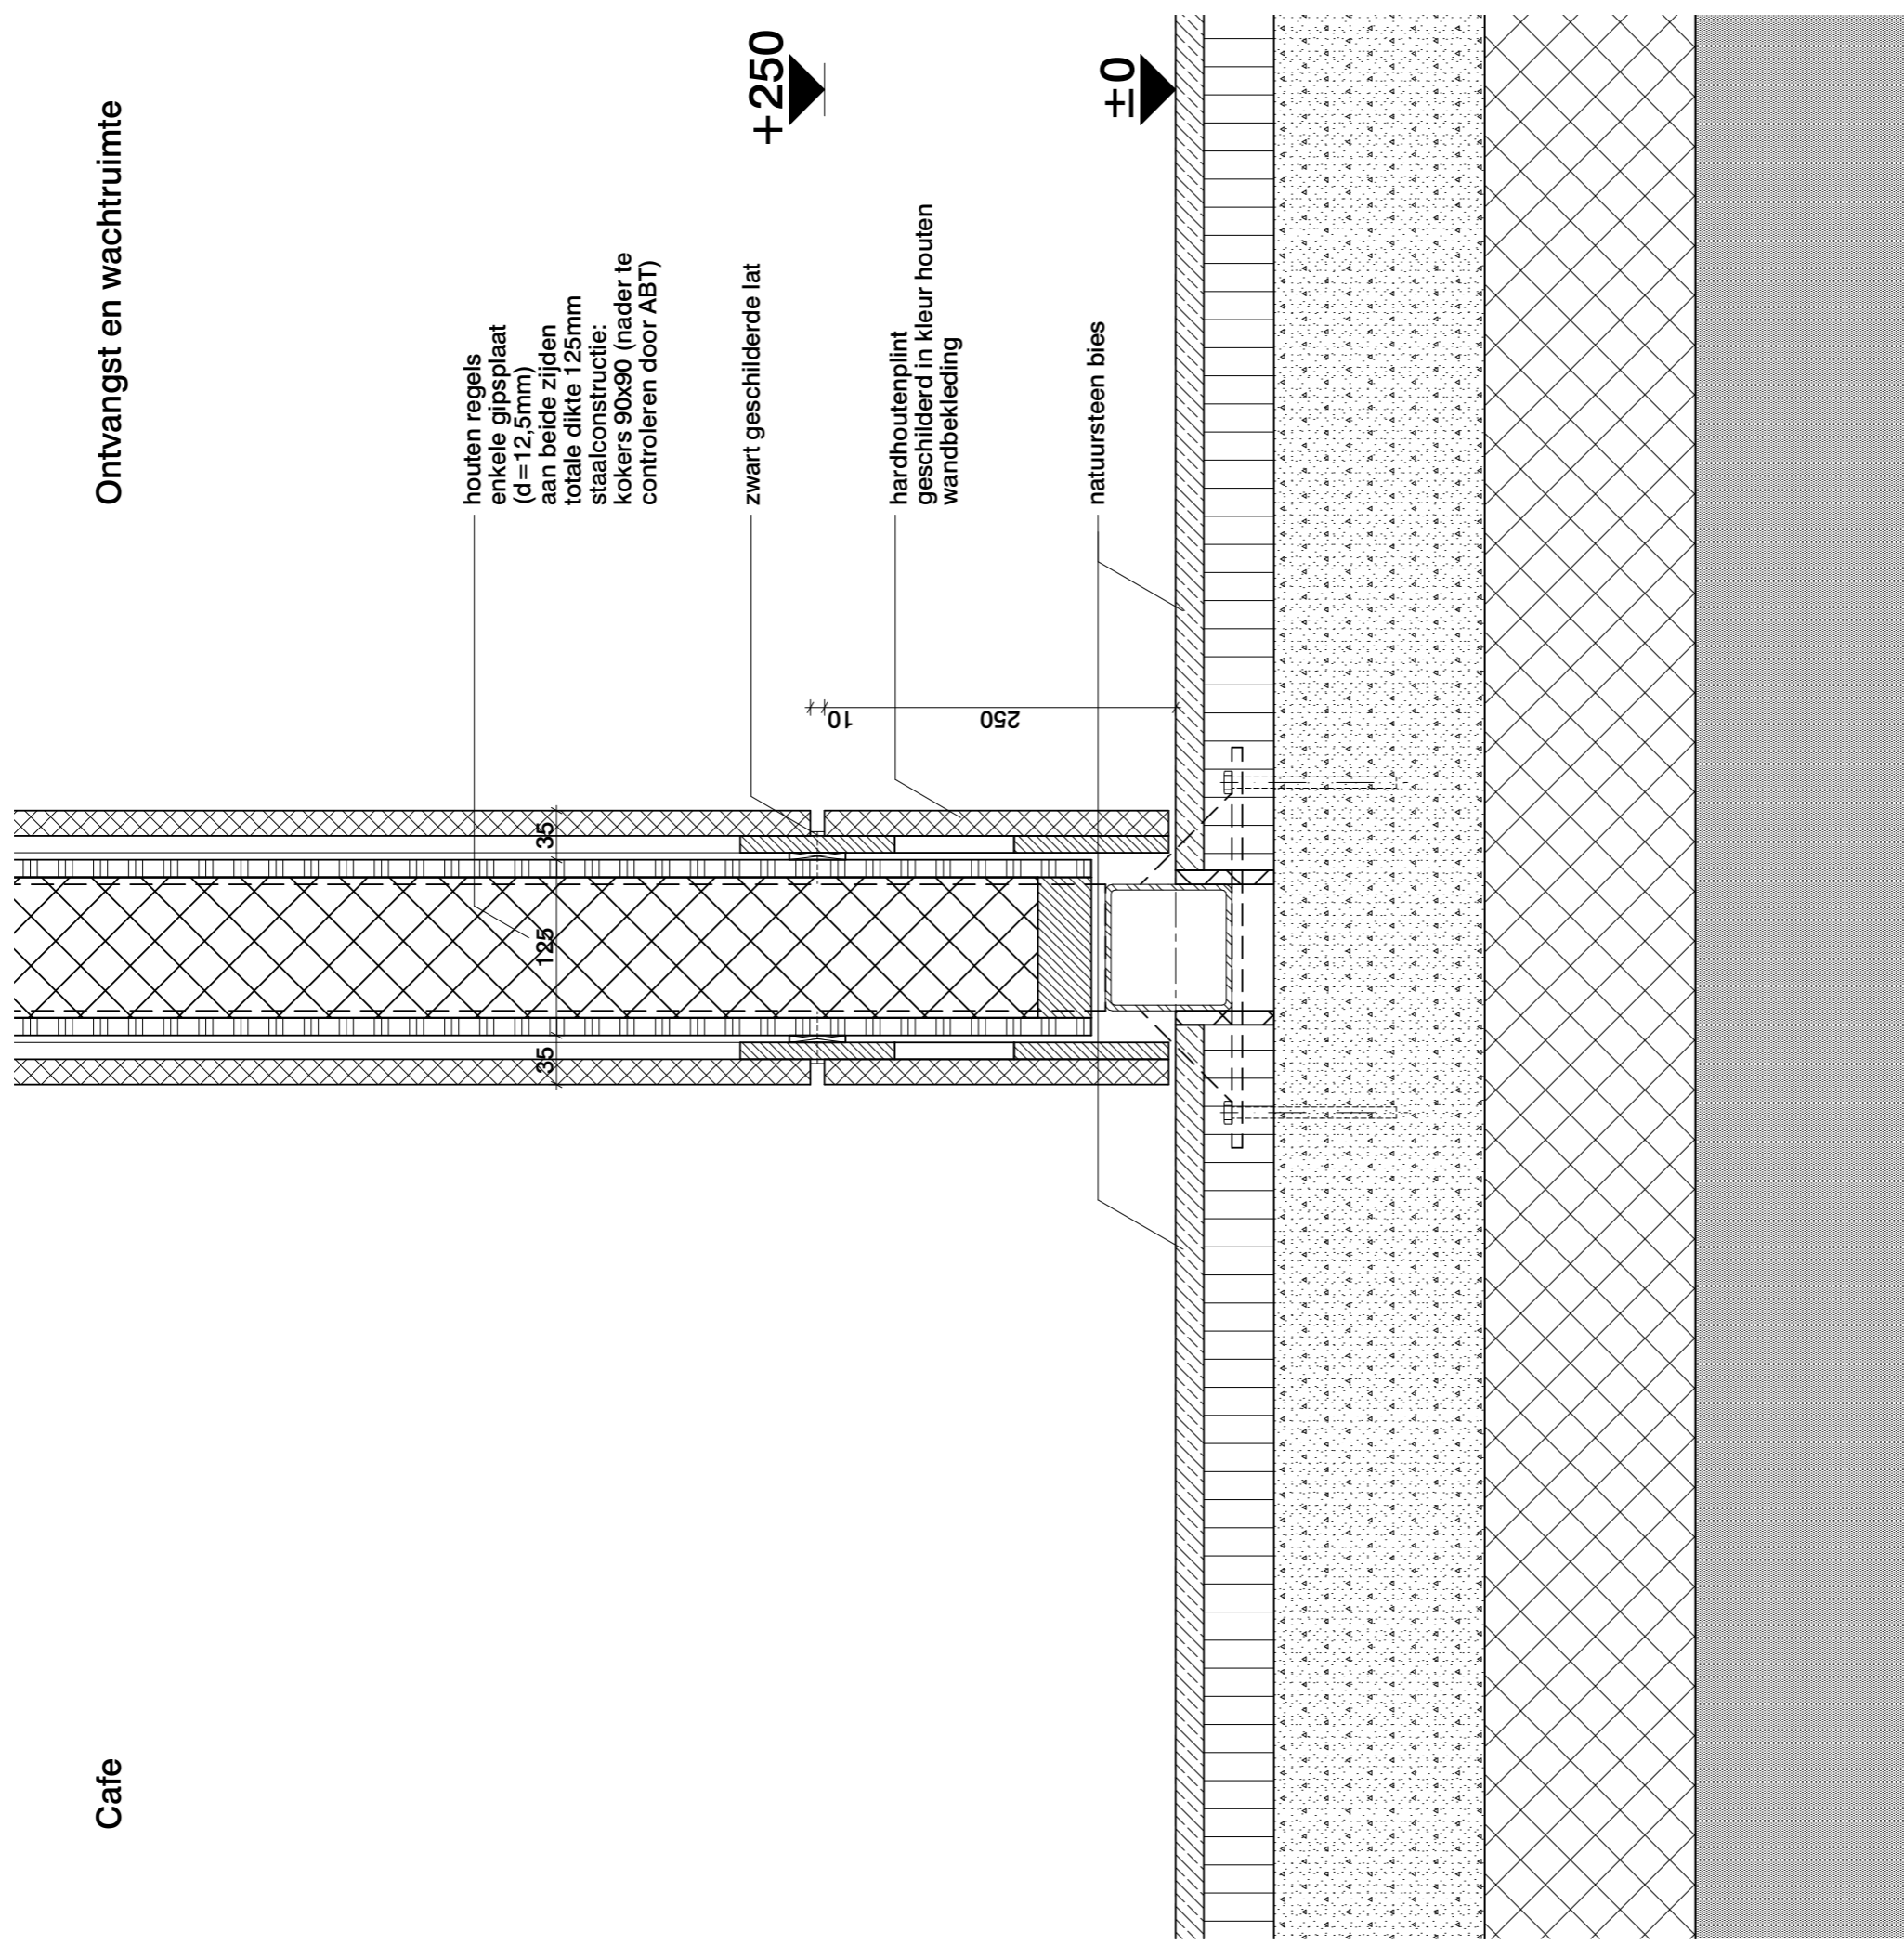 Cafe
Ontvangst en wachtruimte
houten regels
enkele gipsplaat
(d=12,5mm)
aan beide zijden
totale dikte 125mm
staalconstructie:
kokers 90x90 (nader te
controleren door ABT)
35
125
35
zwart geschilderde lat
+250
10
250
hardhoutenplint
geschilderd in kleur houten
wandbekleding
natuursteen bies
±0